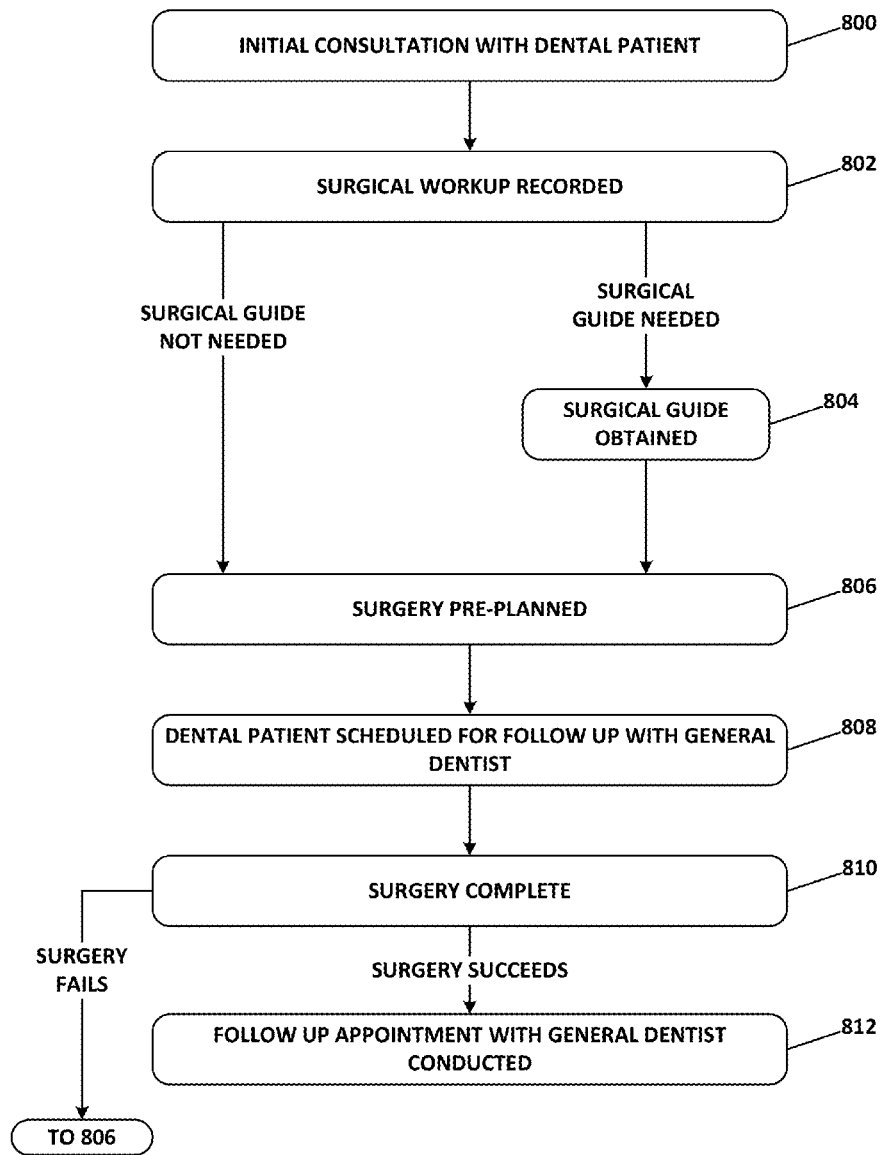 INITIAL CONSULTATION WITH DENTAL PATIENT
800
SURGICAL WORKUP RECORDED
802
SURGICAL GUIDE
NOT NEEDED
SURGICAL
GUIDE NEEDED
SURGICAL GUIDE
OBTAINED
804
SURGERY PRE-PLANNED
806
DENTAL PATIENT SCHEDULED FOR FOLLOW UP WITH GENERAL
DENTIST
808
SURGERY COMPLETE
810
SURGERY
FAILS
SURGERY SUCCEEDS
FOLLOW UP APPOINTMENT WITH GENERAL DENTIST
CONDUCTED
812
TO 806